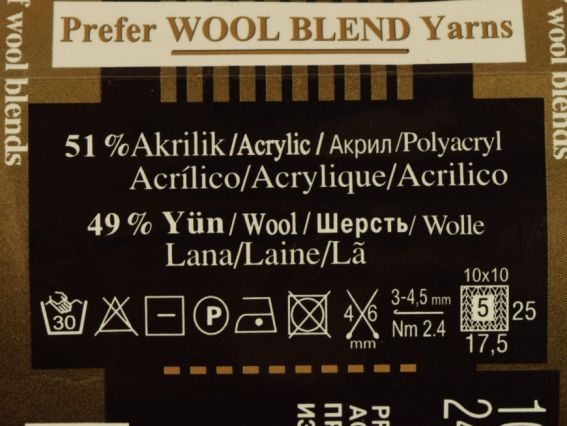 Prefer WOOL BLEND Yarns
f wool blends
wool blends
51 % Akrilik/Acrylic/Акрил/Polyacryl
Acrílico/Acrylique/Acrilico
49 % Yün/Wool/Шерсть/Wolle
Lana/Laine/Lã
30
P
4 6
mm
3-4,5 mm
Nm 2.4
10x10
5
25
17,5